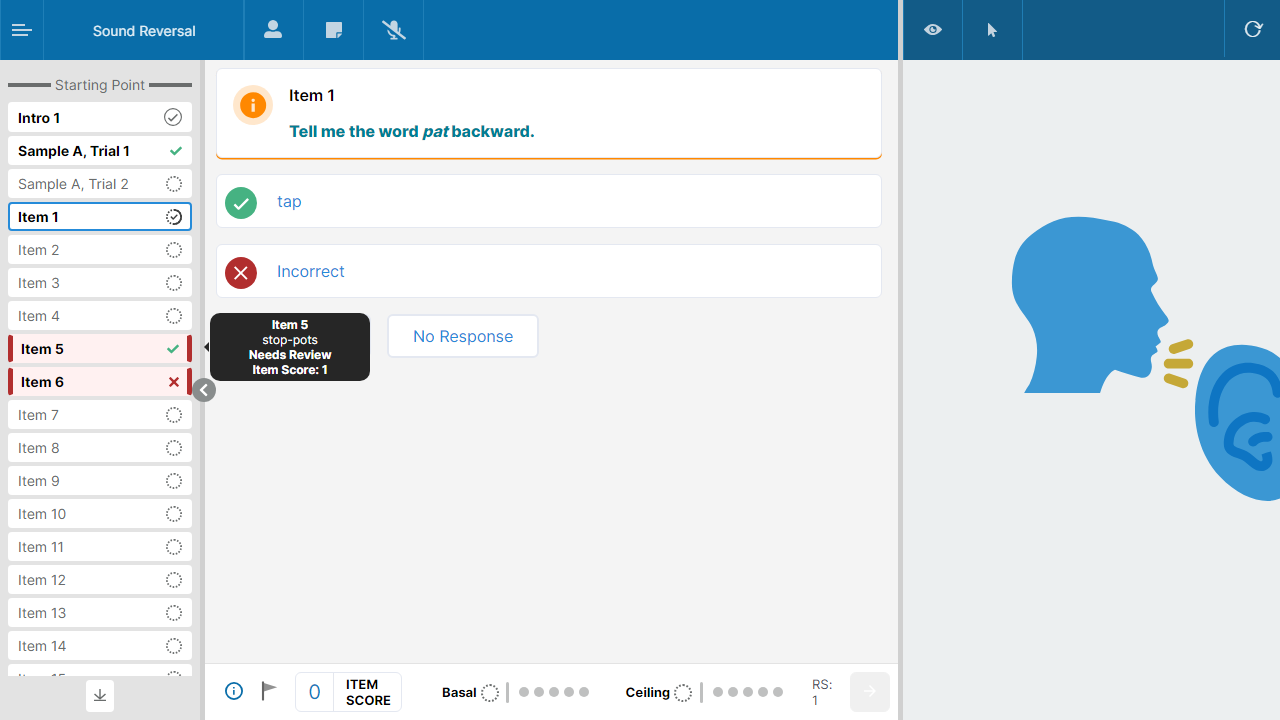 Sound Reversal
Starting Point
Intro 1
Sample A, Trial 1
Sample A, Trial 2
Item 1
Item 2
Item 3
Item 4
Item 5
Item 6
Item 7
Item 8
Item 9
Item 10
Item 11
Item 12
Item 13
Item 14
Item 1
Tell me the word pat backward.
tap
Incorrect
Item 5
stop-pots
Needs Review
Item Score: 1
No Response
0
ITEM
SCORE
Basal
Ceiling
RS:
1